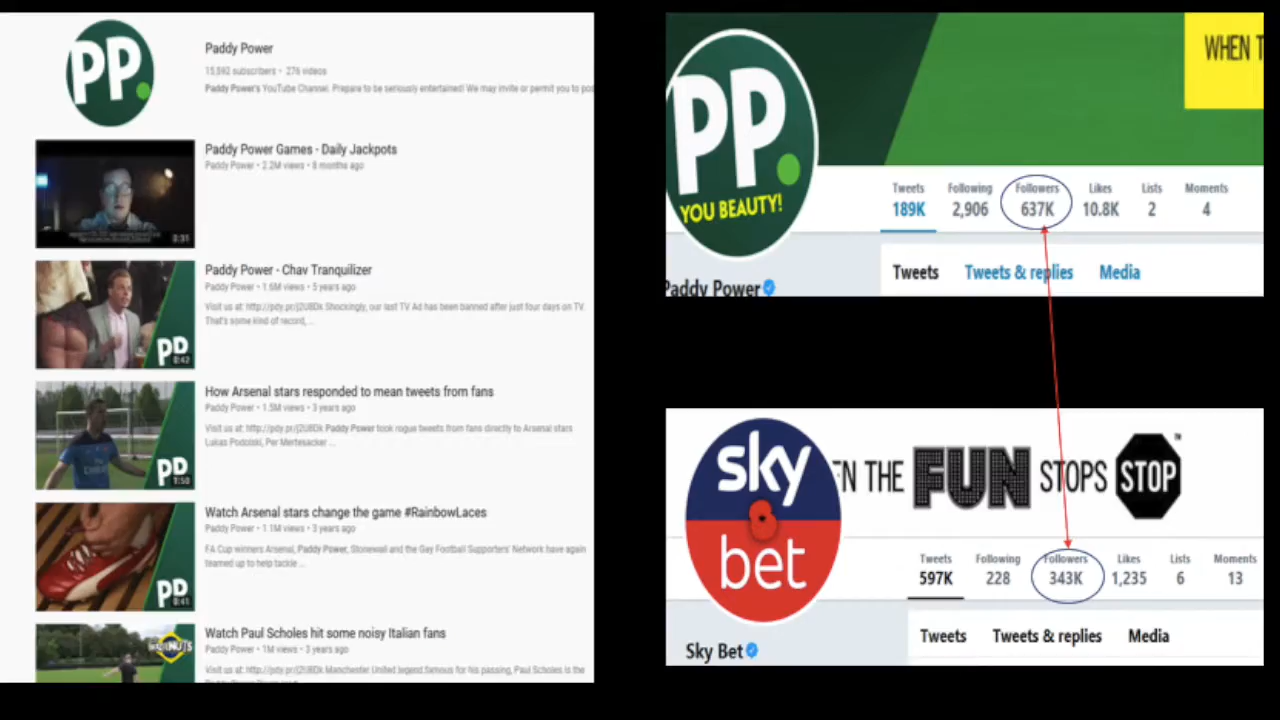 PP.
Paddy Power
15,592 subscribers • 276 videos
Paddy Power's YouTube Channel. Prepare to be seriously entertained! We may invite or permit you to pos
Paddy Power Games - Daily Jackpots
Paddy Power • 2.2M views • 8 months ago
0:31
Paddy Power - Chav Tranquilizer
Paddy Power • 1.6M views • 5 years ago
Visit us at: http://pdy.pr/j2U8Dk Shockingly, our last TV Ad has been banned after just four days on TV.
That's some kind of record, ...
PP
0:42
How Arsenal stars responded to mean tweets from fans
Paddy Power • 1.5M views • 3 years ago
Visit us at: http://pdy.pr/j2U8Dk Paddy Power took rogue tweets from fans directly to Arsenal stars
Lukas Podolski, Per Mertesacker ...
PP
1:50
Watch Arsenal stars change the game #RainbowLaces
Paddy Power • 1.1M views • 3 years ago
FA Cup winners Arsenal, Paddy Power, Stonewall and the Gay Football Supporters' Network have again
teamed up to help tackle ...
PP
0:41
Watch Paul Scholes hit some noisy Italian fans
Paddy Power • 1M views • 3 years ago
Visit us at: http://pdy.pr/j2U8Dk Manchester United legend famous for his passing, Paul Scholes is the
WHEN T
PP.
YOU BEAUTY!
Tweets Following Followers Likes Lists Moments
189K 2,906 637K 10.8K 2 4
Tweets Tweets & replies Media
Paddy Power
sky
bet
EN THE FUN STOPS STOP™
Tweets Following Followers Likes Lists Moments
597K 228 343K 1,235 6 13
Tweets Tweets & replies Media
Sky Bet